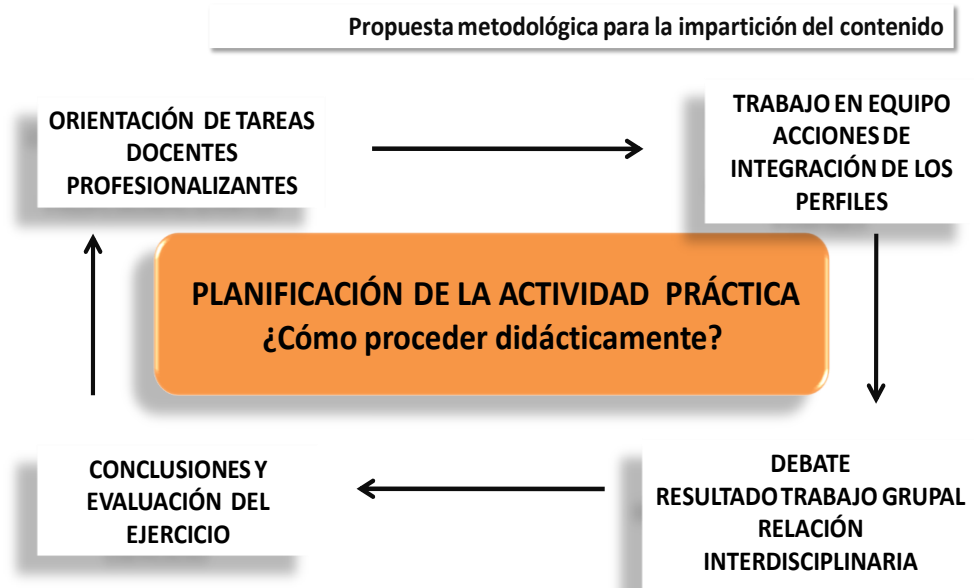 Propuesta metodológica para la impartición del contenido
ORIENTACIÓN DE TAREAS
DOCENTES
PROFESIONALIZANTES
TRABAJO EN EQUIPO
ACCIONES DE
INTEGRACIÓN DE LOS
PERFILES
PLANIFICACIÓN DE LA ACTIVIDAD PRÁCTICA
¿Cómo proceder didácticamente?
CONCLUSIONES Y
EVALUACIÓN DEL
EJERCICIO
DEBATE
RESULTADO TRABAJO GRUPAL
RELACIÓN
INTERDISCIPLINARIA